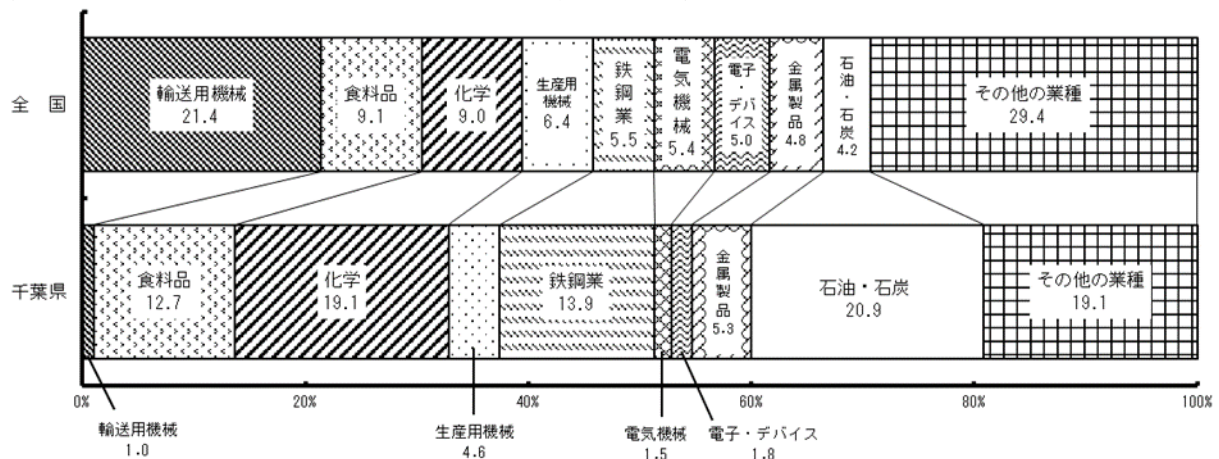 全　国
輸送用機械
21.4
食料品
9.1
化学
9.0
生産用
機械
6.4
鉄鋼業
5.5
電気機械
5.4
電子・デバイス
5.0
金属製品
4.8
石油・石炭
4.2
その他の業種
29.4
千葉県
食料品
12.7
化学
19.1
鉄鋼業
13.9
金属製品
5.3
石油・石炭
20.9
その他の業種
19.1
0%
20%
40%
60%
80%
100%
輸送用機械
1.0
生産用機械
4.6
電気機械
1.5
電子・デバイス
1.8